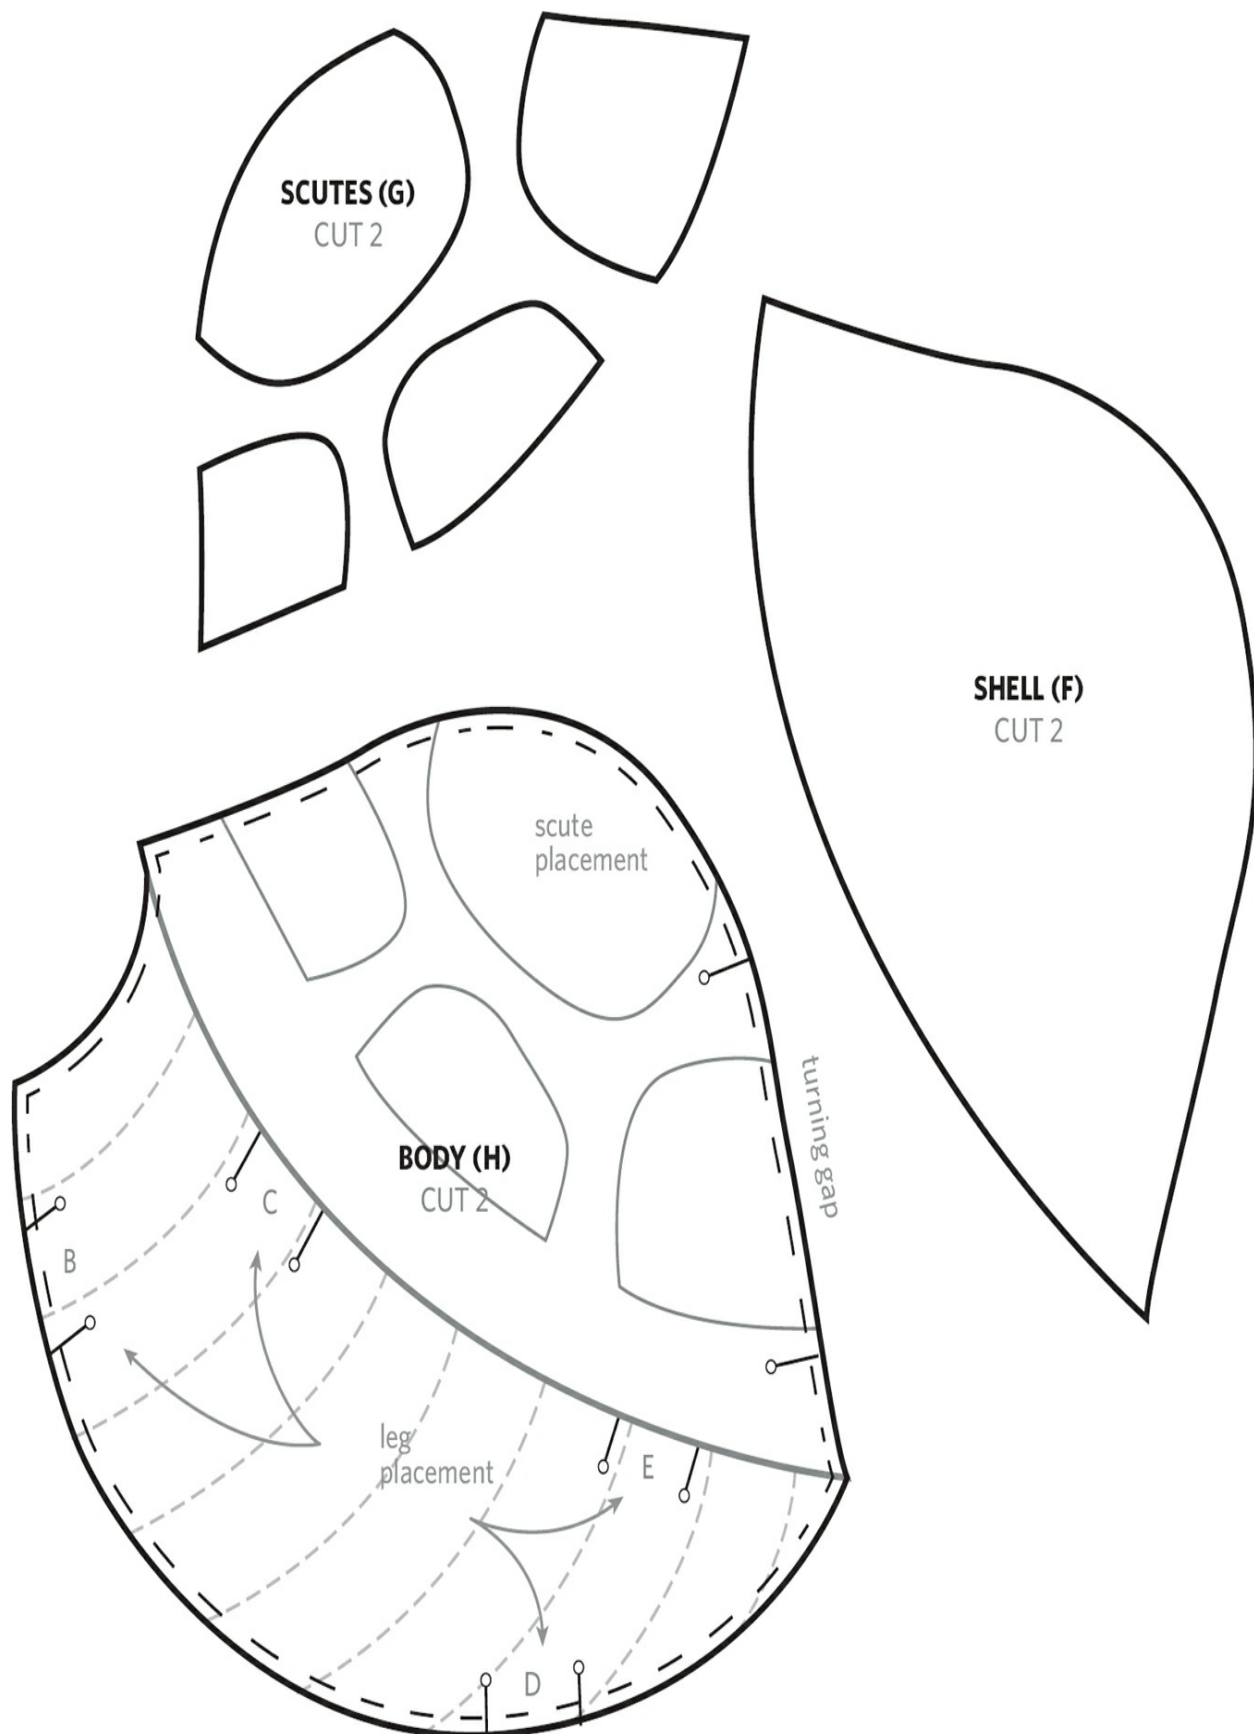 SCUTES (G)
CUT 2
SHELL (F)
CUT 2
scute
placement
turning gap
BODY (H)
CUT 2
C
B
leg
placement
E
D